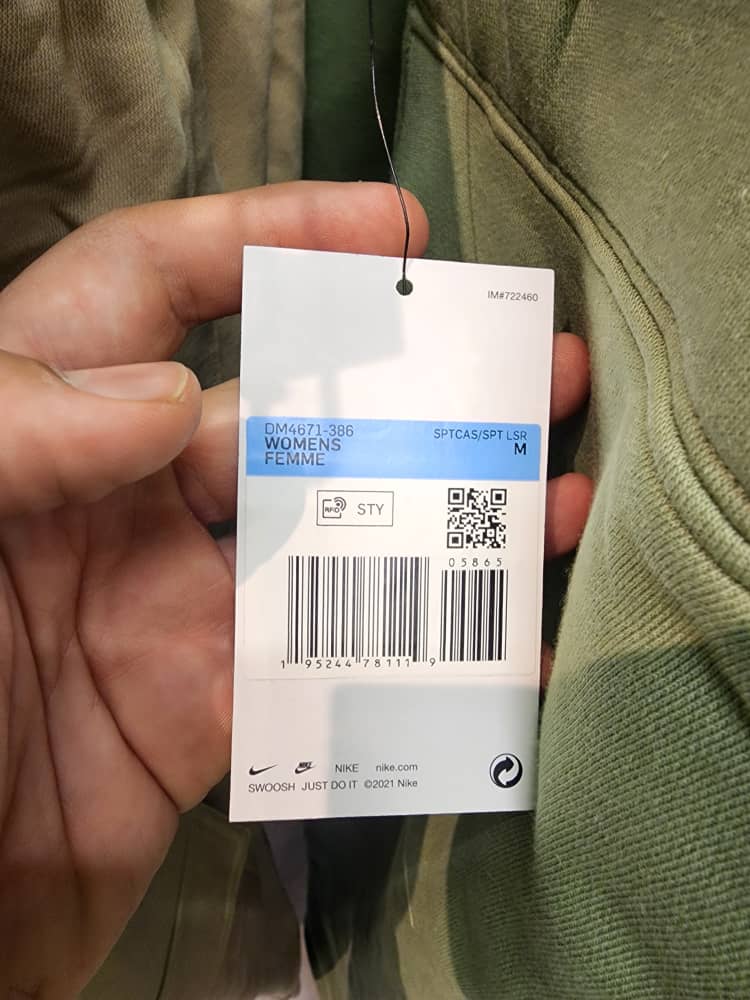 IM#722460
DM4671-386
SPTCAS/SPT LSR
WOMENS
M
FEMME
RFID
STY
05865
1 95244 78111 9
NIKE
NIKE nike.com
SWOOSH JUST DO IT ©2021 Nike